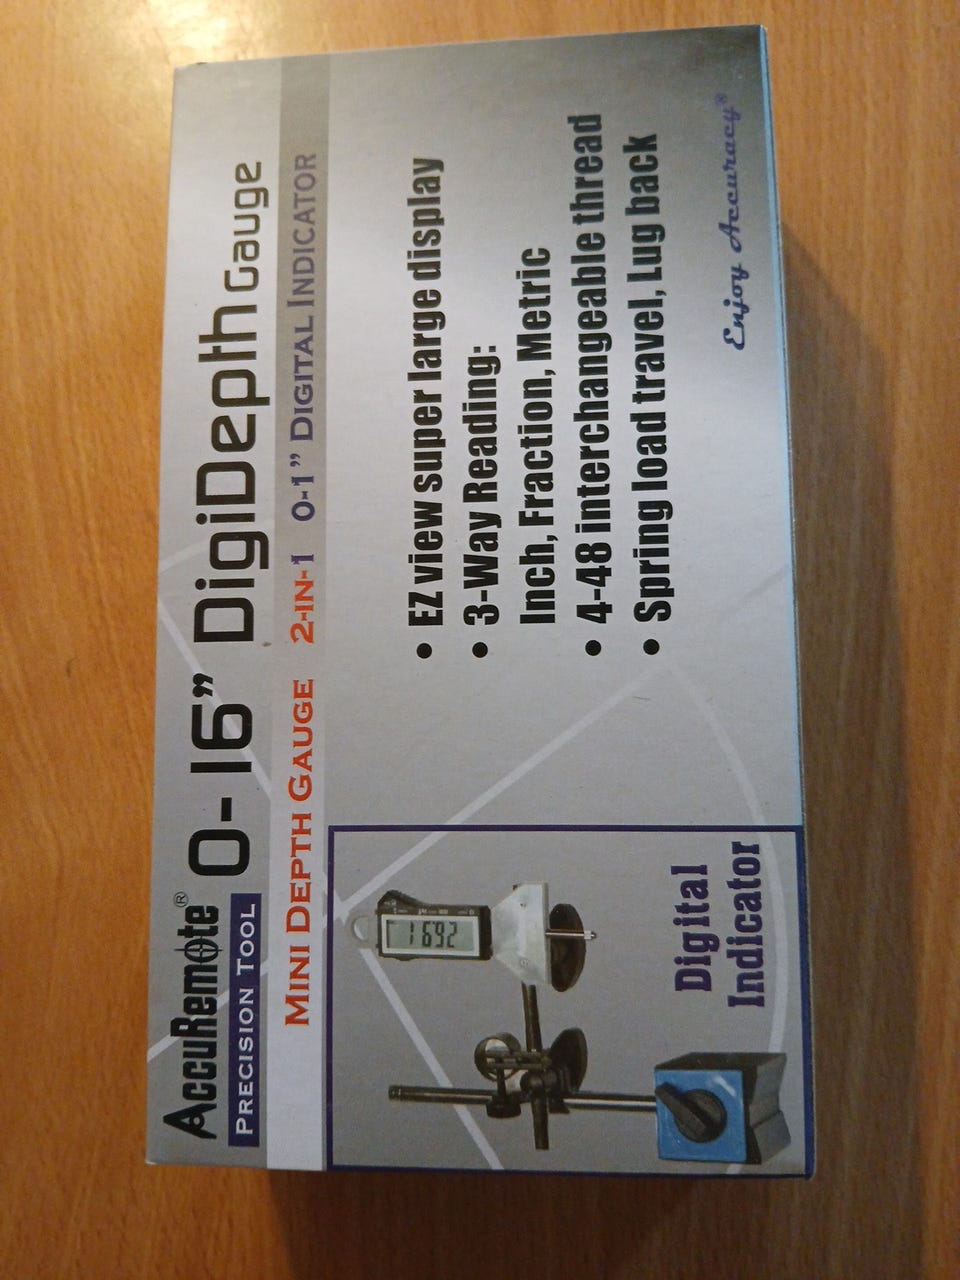 AccuRemote®
PRECISION TOOL
0-16” DigiDepth Gauge
MINI DEPTH GAUGE 2-IN-1 0-1” DIGITAL INDICATOR
• EZ view super large display
• 3-Way Reading:
Inch, Fraction, Metric
• 4-48 interchangeable thread
• Spring load travel, Lug back
Enjoy Accuracy®
1692
Digital
Indicator